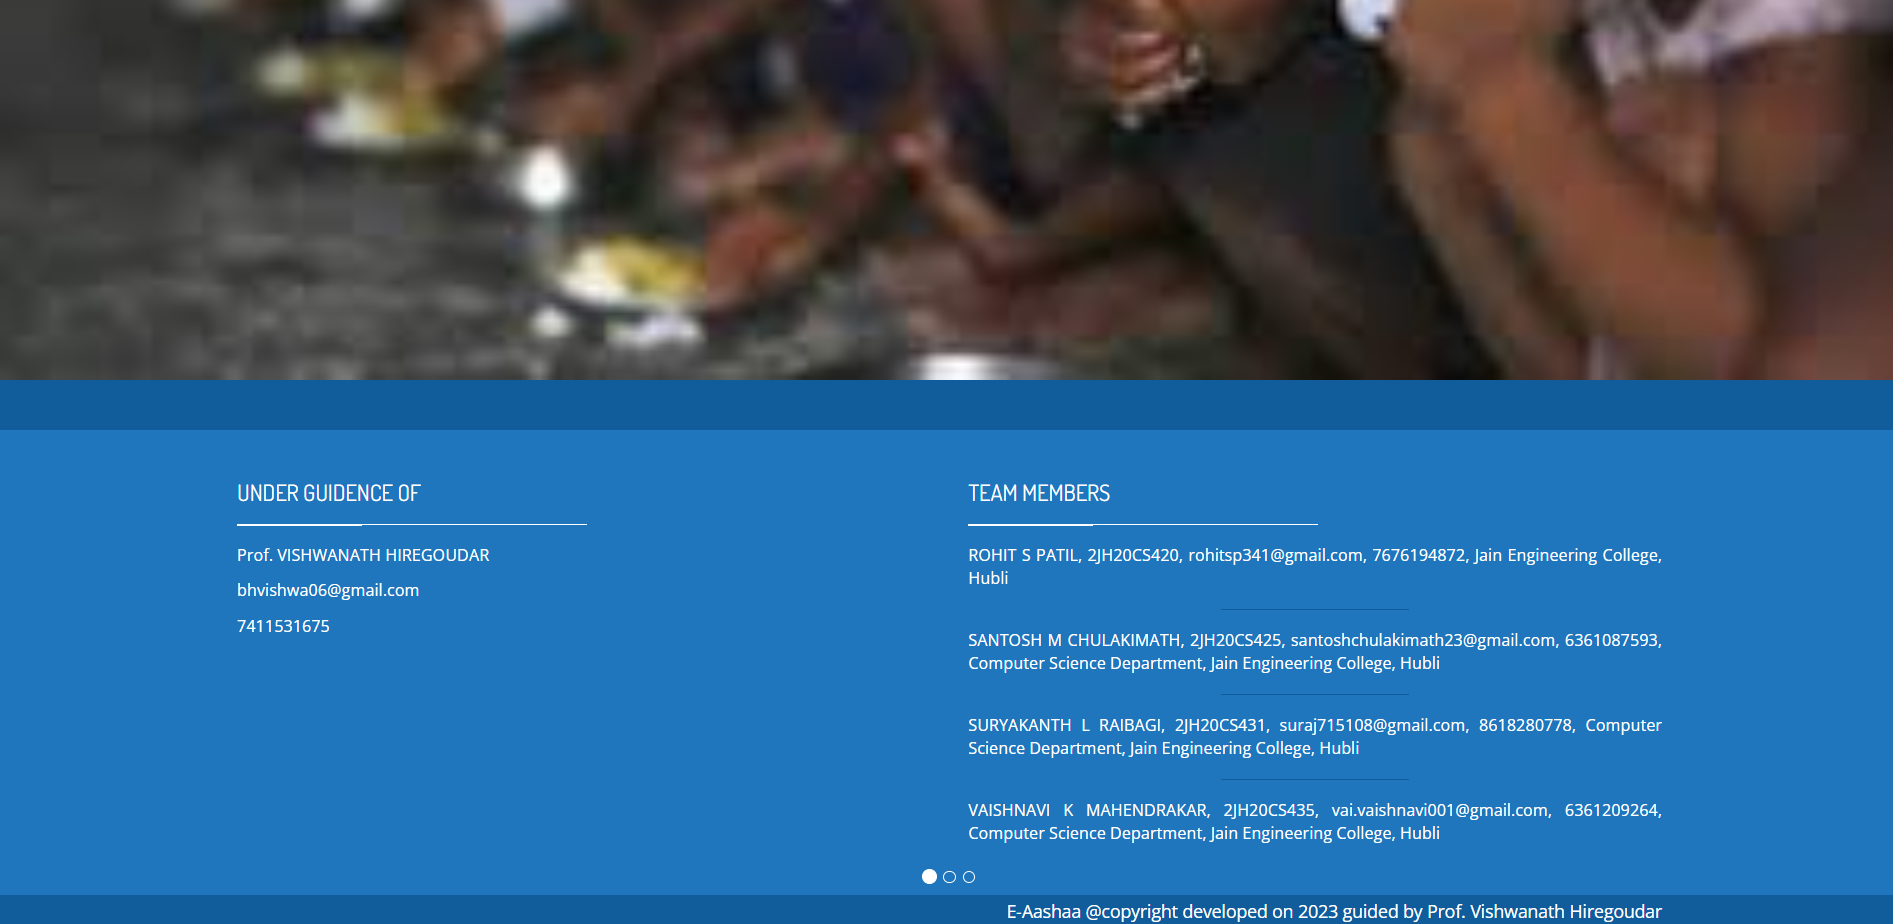 UNDER GUIDENCE OF
Prof. VISHWANATH HIREGOUDAR
bhvishwa06@gmail.com
7411531675
TEAM MEMBERS
ROHIT S PATIL, 2JH20CS420, rohitsp341@gmail.com, 7676194872, Jain Engineering College,
Hubli
SANTOSH M CHULAKIMATH, 2JH20CS425, santoshchulakimath23@gmail.com, 6361087593,
Computer Science Department, Jain Engineering College, Hubli
SURYAKANTH L RAIBAGI, 2JH20CS431, suraj715108@gmail.com, 8618280778, Computer
Science Department, Jain Engineering College, Hubli
VAISHNAVI K MAHENDRAKAR, 2JH20CS435, vai.vaishnavi001@gmail.com, 6361209264,
Computer Science Department, Jain Engineering College, Hubli
E-Aashaa @copyright developed on 2023 guided by Prof. Vishwanath Hiregoudar